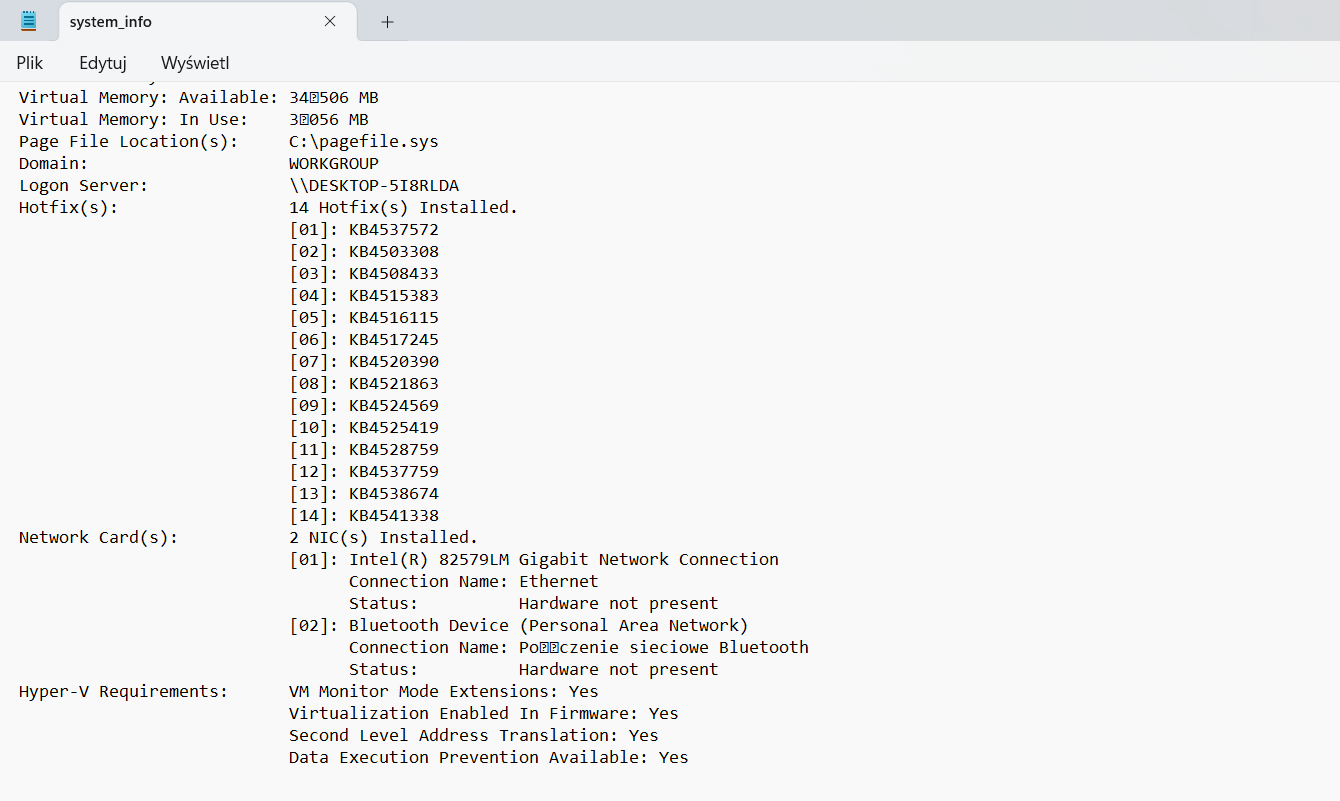 system_info
Plik Edytuj Wyświetl
Virtual Memory: Available: 34�506 MB
Virtual Memory: In Use: 3�056 MB
Page File Location(s): C:\pagefile.sys
Domain: WORKGROUP
Logon Server: \\DESKTOP-5I8RLDA
Hotfix(s): 14 Hotfix(s) Installed.
[01]: KB4537572
[02]: KB4503308
[03]: KB4508433
[04]: KB4515383
[05]: KB4516115
[06]: KB4517245
[07]: KB4520390
[08]: KB4521863
[09]: KB4524569
[10]: KB4525419
[11]: KB4528759
[12]: KB4537759
[13]: KB4538674
[14]: KB4541338
Network Card(s): 2 NIC(s) Installed.
[01]: Intel(R) 82579LM Gigabit Network Connection
Connection Name: Ethernet
Status: Hardware not present
[02]: Bluetooth Device (Personal Area Network)
Connection Name: Po��czenie sieciowe Bluetooth
Status: Hardware not present
Hyper-V Requirements: VM Monitor Mode Extensions: Yes
Virtualization Enabled In Firmware: Yes
Second Level Address Translation: Yes
Data Execution Prevention Available: Yes